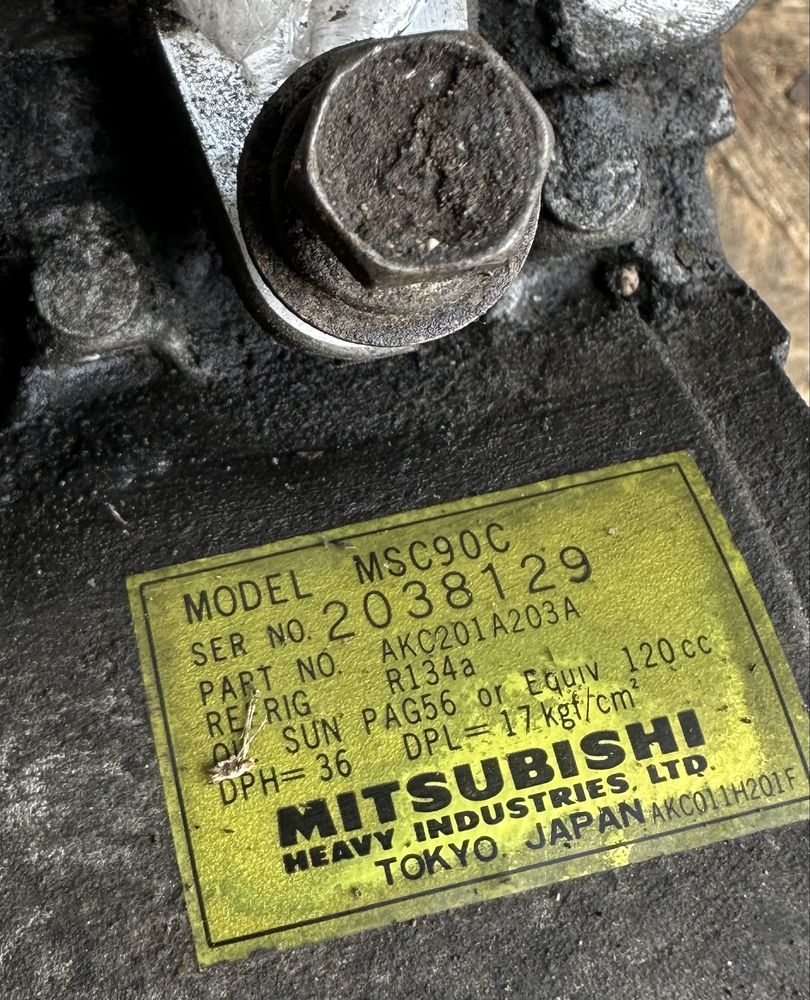 MODEL MSC90C
SER NO. 2038129
PART NO. AKC201A203A
REFRIG R134a
OIL SUN PAG56 or Equiv 120cc
DPH=36 DPL=17kgf/cm²
MITSUBISHI
HEAVY INDUSTRIES, LTD.
TOKYO, JAPAN AKC011H201F